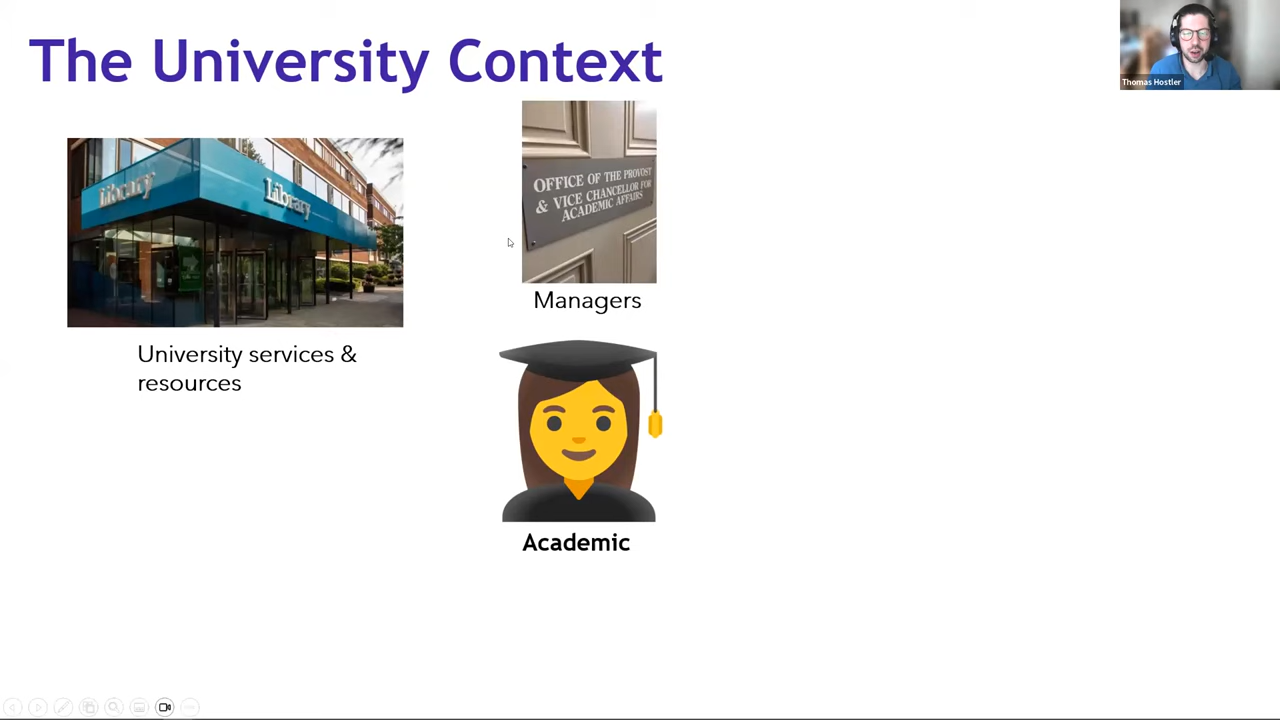 The University Context
Thomas Hostler
Library
Library
OFFICE OF THE PROVOST
& VICE CHANCELLOR FOR
ACADEMIC AFFAIRS
Managers
University services &
resources
Academic